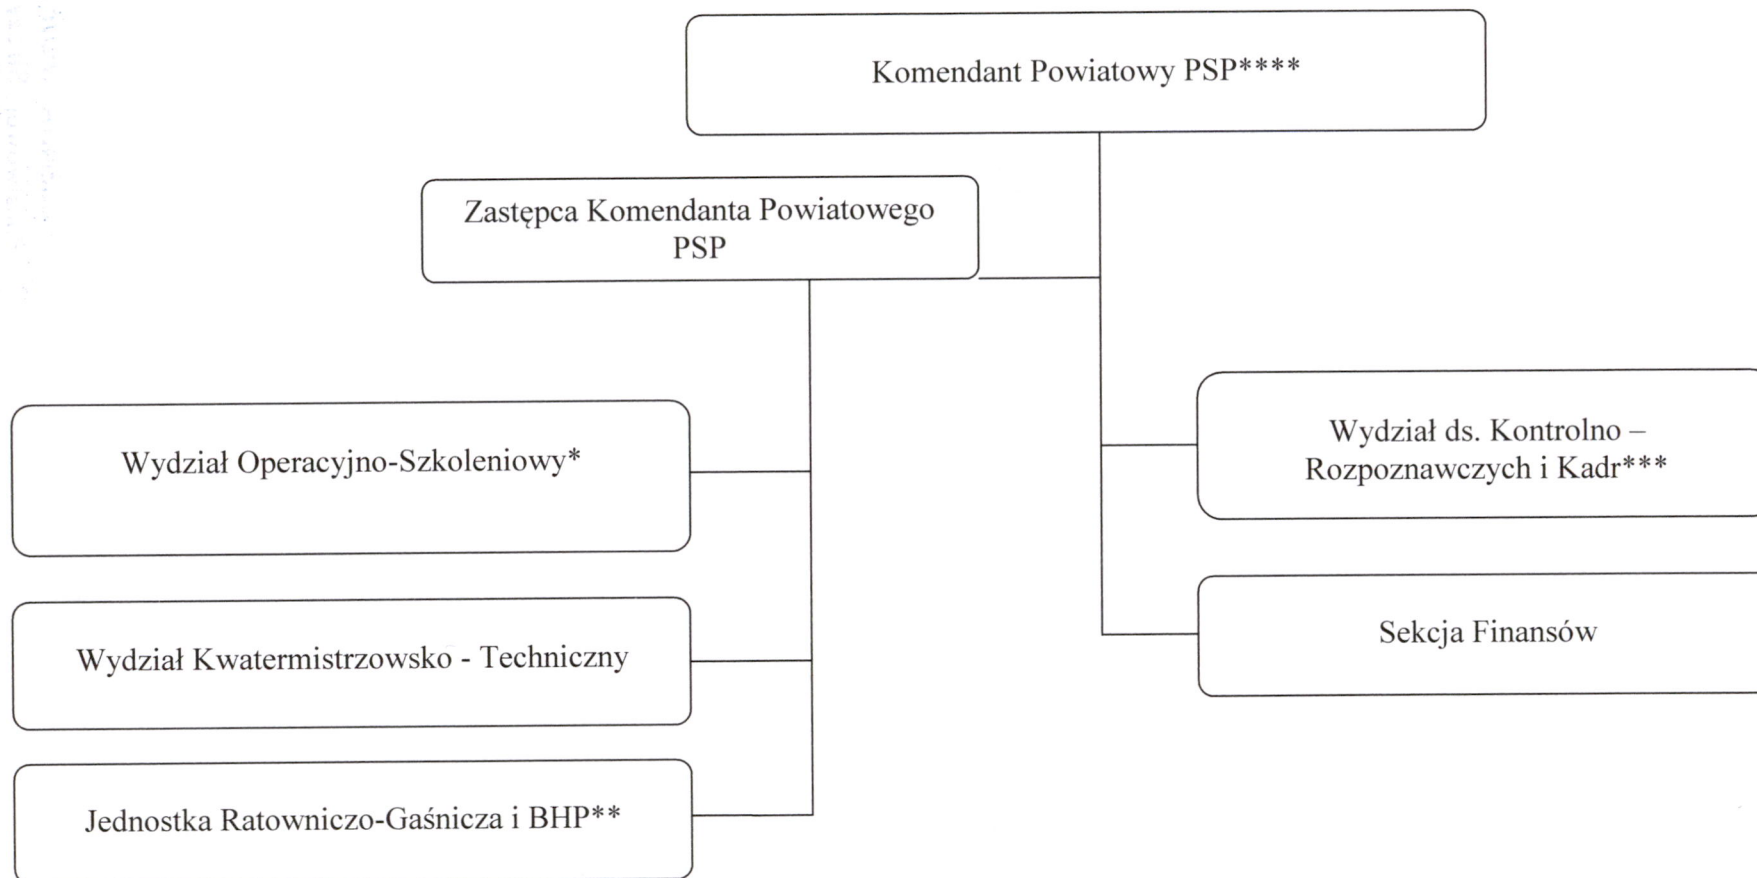 Komendant Powiatowy PSP****
Zastępca Komendanta Powiatowego
PSP
Wydział Operacyjno-Szkoleniowy*
Wydział ds. Kontrolno –
Rozpoznawczych i Kadr***
Wydział Kwatermistrzowsko - Techniczny
Sekcja Finansów
Jednostka Ratowniczo-Gaśnicza i BHP**